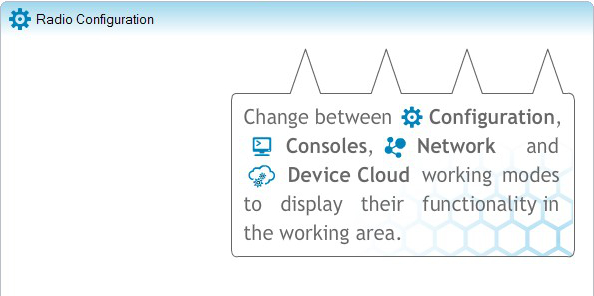 Radio Configuration
Change between Configuration,
Consoles, Network and
Device Cloud working modes
to display their functionality in
the working area.